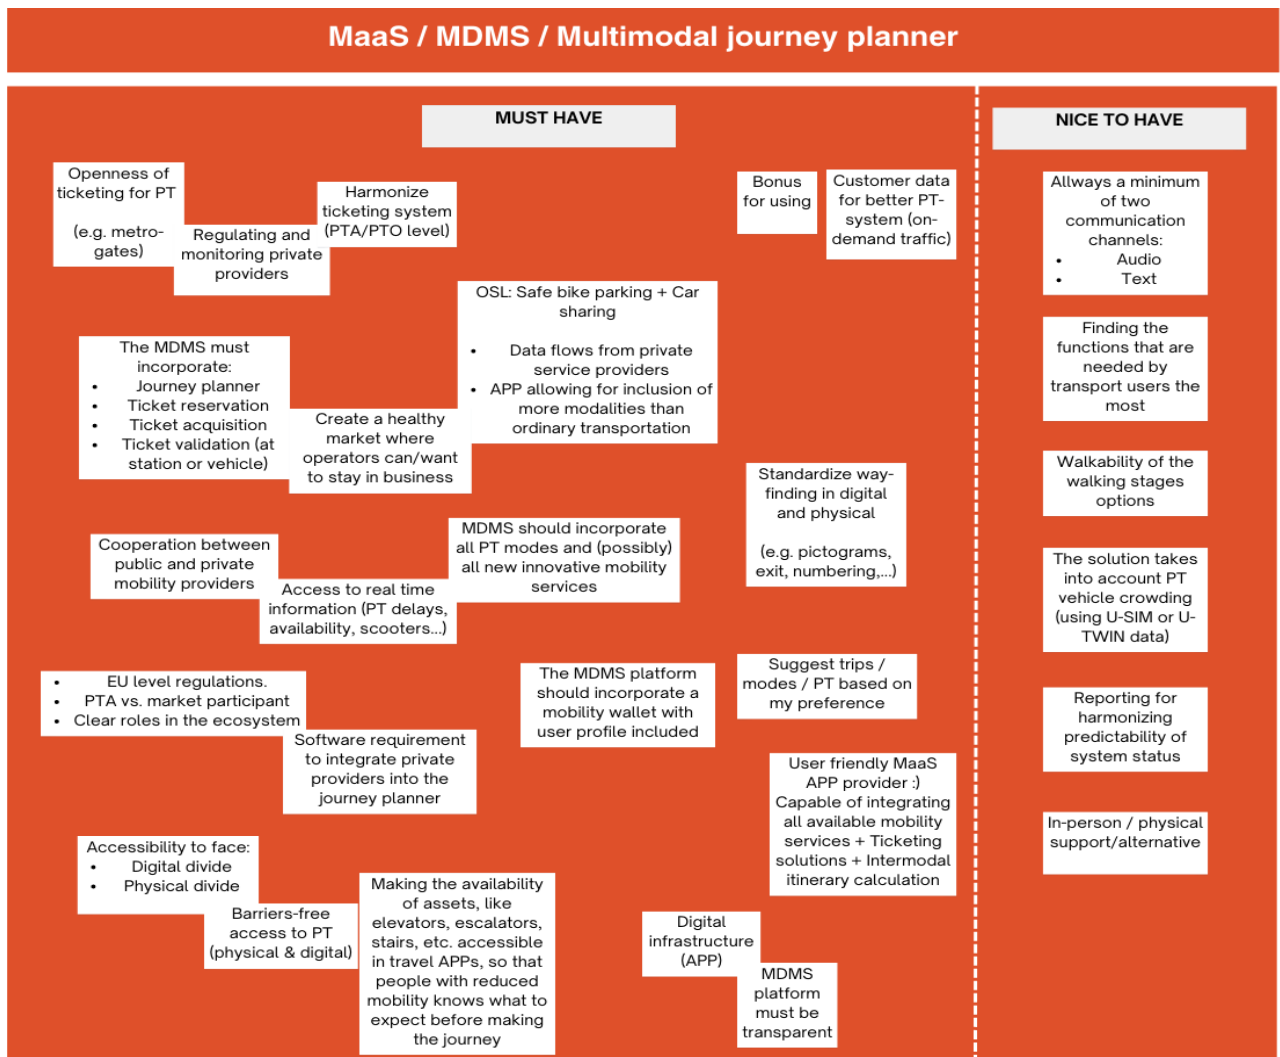 MaaS / MDMS / Multimodal journey planner
MUST HAVE
Openness of
ticketing for PT
(e.g. metro-
gates)
Regulating and
monitoring private
providers
Harmonize
ticketing system
(PTA/PTO level)
Bonus
for using
Customer data
for better PT-
system (on-
demand traffic)
OSL: Safe bike parking + Car
sharing
• Data flows from private
service providers
• APP allowing for inclusion of
more modalities than
ordinary transportation
The MDMS must
incorporate:
• Journey planner
• Ticket reservation
• Ticket acquisition
• Ticket validation (at
station or vehicle)
Create a healthy
market where
operators can/want
to stay in business
Standardize way-
finding in digital
and physical
(e.g. pictograms,
exit, numbering,...)
Cooperation between
public and private
mobility providers
Access to real time
information (PT delays,
availability, scooters...)
MDMS should incorporate
all PT modes and (possibly)
all new innovative mobility
services
• EU level regulations.
• PTA vs. market participant
• Clear roles in the ecosystem
Software requirement
to integrate private
providers into the
journey planner
The MDMS platform
should incorporate a
mobility wallet with
user profile included
Suggest trips /
modes / PT based on
my preference
User friendly MaaS
APP provider :)
Capable of integrating
all available mobility
services + Ticketing
solutions + Intermodal
itinerary calculation
Accessibility to face:
• Digital divide
• Physical divide
Barriers-free
access to PT
(physical & digital)
Making the availability
of assets, like
elevators, escalators,
stairs, etc. accessible
in travel APPs, so that
people with reduced
mobility knows what to
expect before making
the journey
Digital
infrastructure
(APP)
MDMS
platform
must be
transparent
NICE TO HAVE
Allways a minimum
of two
communication
channels:
• Audio
• Text
Finding the
functions that are
needed by
transport users the
most
Walkability of the
walking stages
options
The solution takes
into account PT
vehicle crowding
(using U-SIM or U-
TWIN data)
Reporting for
harmonizing
predictability of
system status
In-person / physical
support/alternative